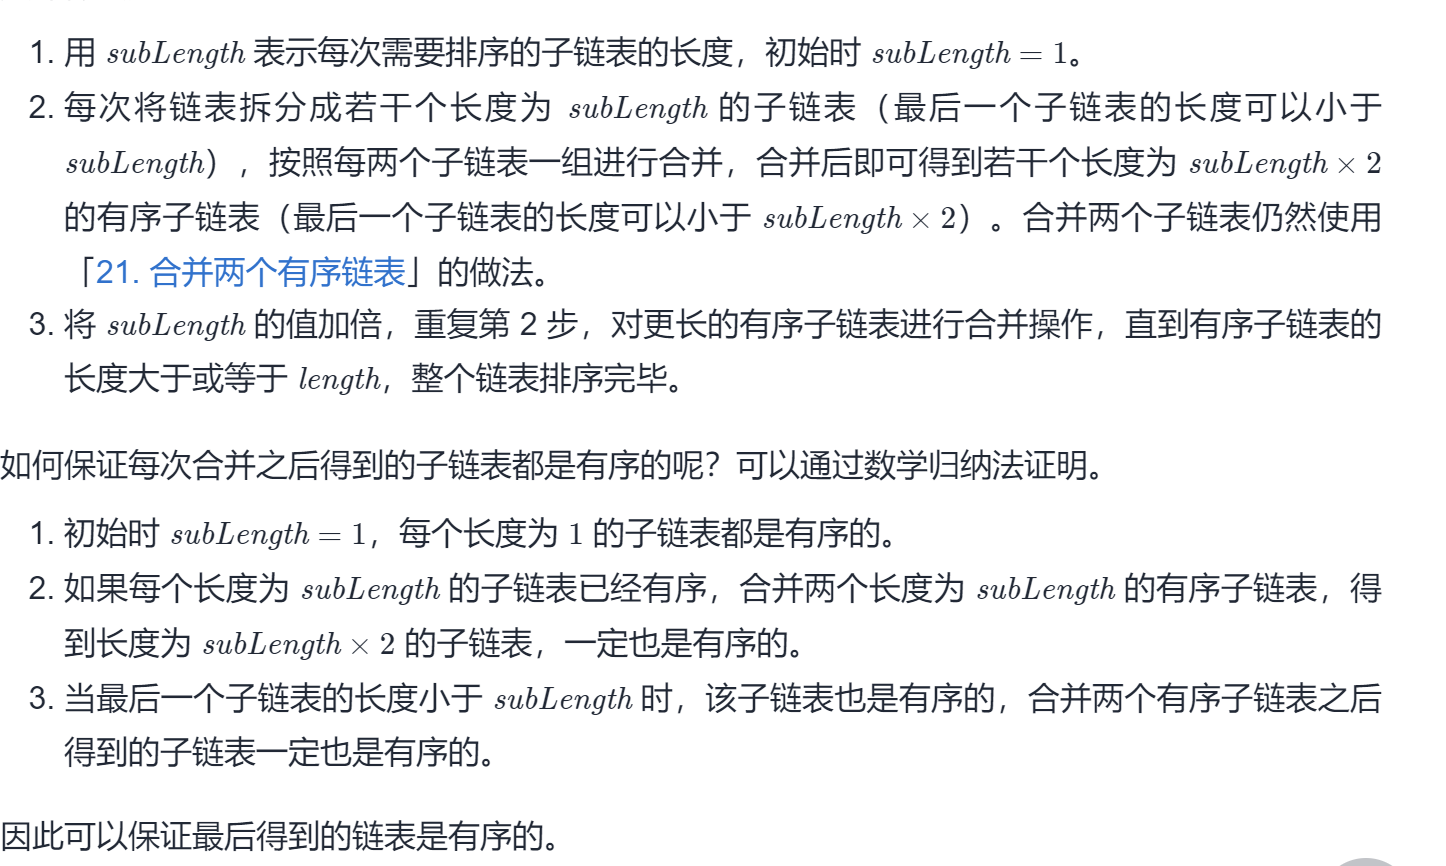 1. 用 subLength 表示每次需要排序的子链表的长度，初始时 subLength = 1。
2. 每次将链表拆分成若干个长度为 subLength 的子链表（最后一个子链表的长度可以小于
subLength），按照每两个子链表一组进行合并，合并后即可得到若干个长度为 subLength × 2
的有序子链表（最后一个子链表的长度可以小于 subLength × 2）。合并两个子链表仍然使用
「21. 合并两个有序链表」的做法。
3. 将 subLength 的值加倍，重复第 2 步，对更长的有序子链表进行合并操作，直到有序子链表的
长度大于或等于 length，整个链表排序完毕。
如何保证每次合并之后得到的子链表都是有序的呢？可以通过数学归纳法证明。
1. 初始时 subLength = 1，每个长度为 1 的子链表都是有序的。
2. 如果每个长度为 subLength 的子链表已经有序，合并两个长度为 subLength 的有序子链表，得
到长度为 subLength × 2 的子链表，一定也是有序的。
3. 当最后一个子链表的长度小于 subLength 时，该子链表也是有序的，合并两个有序子链表之后
得到的子链表一定也是有序的。
因此可以保证最后得到的链表是有序的。